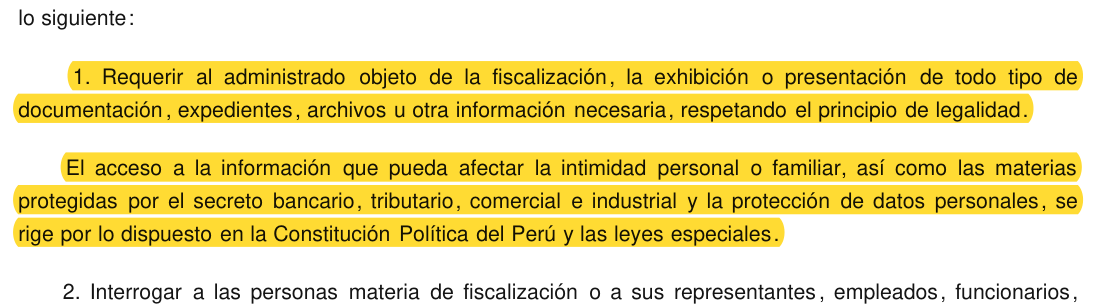 lo siguiente:
1. Requerir al administrado objeto de la fiscalización, la exhibición o presentación de todo tipo de
documentación, expedientes, archivos u otra información necesaria, respetando el principio de legalidad.
El acceso a la información que pueda afectar la intimidad personal o familiar, así como las materias
protegidas por el secreto bancario, tributario, comercial e industrial y la protección de datos personales, se
rige por lo dispuesto en la Constitución Política del Perú y las leyes especiales.
2. Interrogar a las personas materia de fiscalización o a sus representantes, empleados, funcionarios,